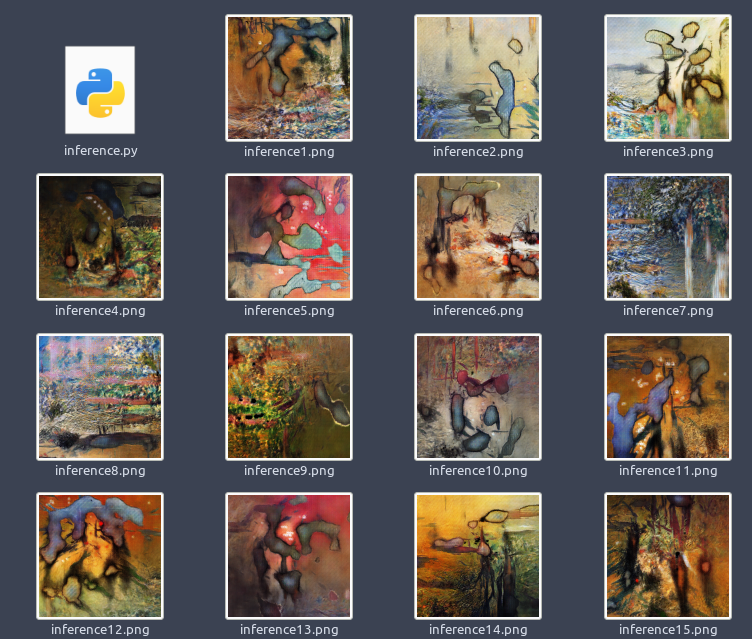 inference.py
inference1.png
inference2.png
inference3.png
inference4.png
inference5.png
inference6.png
inference7.png
inference8.png
inference9.png
inference10.png
inference11.png
inference12.png
inference13.png
inference14.png
inference15.png